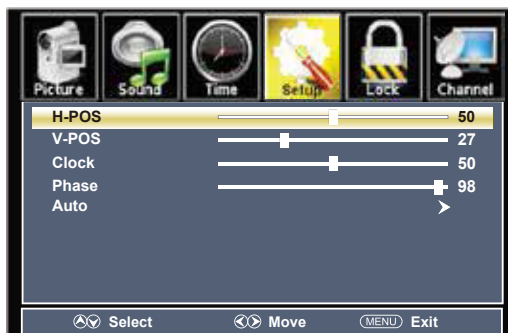 Picture Sound Time Setup Lock Channel
H-POS 50
V-POS 27
Clock 50
Phase 98
Auto
Select Move MENU Exit